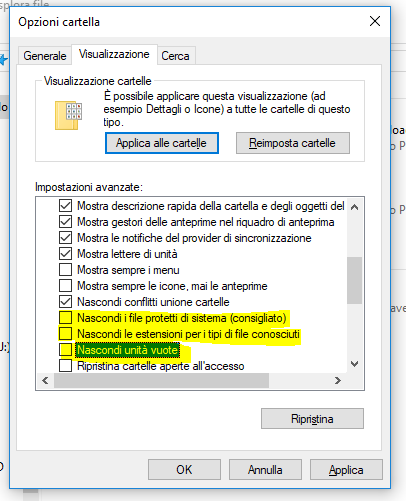 splora file
Opzioni cartella
Generale
Visualizzazione
Cerca
Visualizzazione cartelle
È possibile applicare questa visualizzazione (ad
esempio Dettagli o Icone) a tutte le cartelle di questo
tipo.
Applica alle cartelle
Reimposta cartelle
Impostazioni avanzate:
Mostra descrizione rapida della cartella e degli oggetti del
Mostra gestori delle anteprime nel riquadro di anteprima
Mostra le notifiche del provider di sincronizzazione
Mostra lettere di unità
Mostra sempre i menu
Mostra sempre le icone, mai le anteprime
Nascondi conflitti unione cartelle
Nascondi i file protetti di sistema (consigliato)
Nascondi le estensioni per i tipi di file conosciuti
Nascondi unità vuote
Ripristina cartelle aperte all'accesso
Ripristina
OK
Annulla
Applica